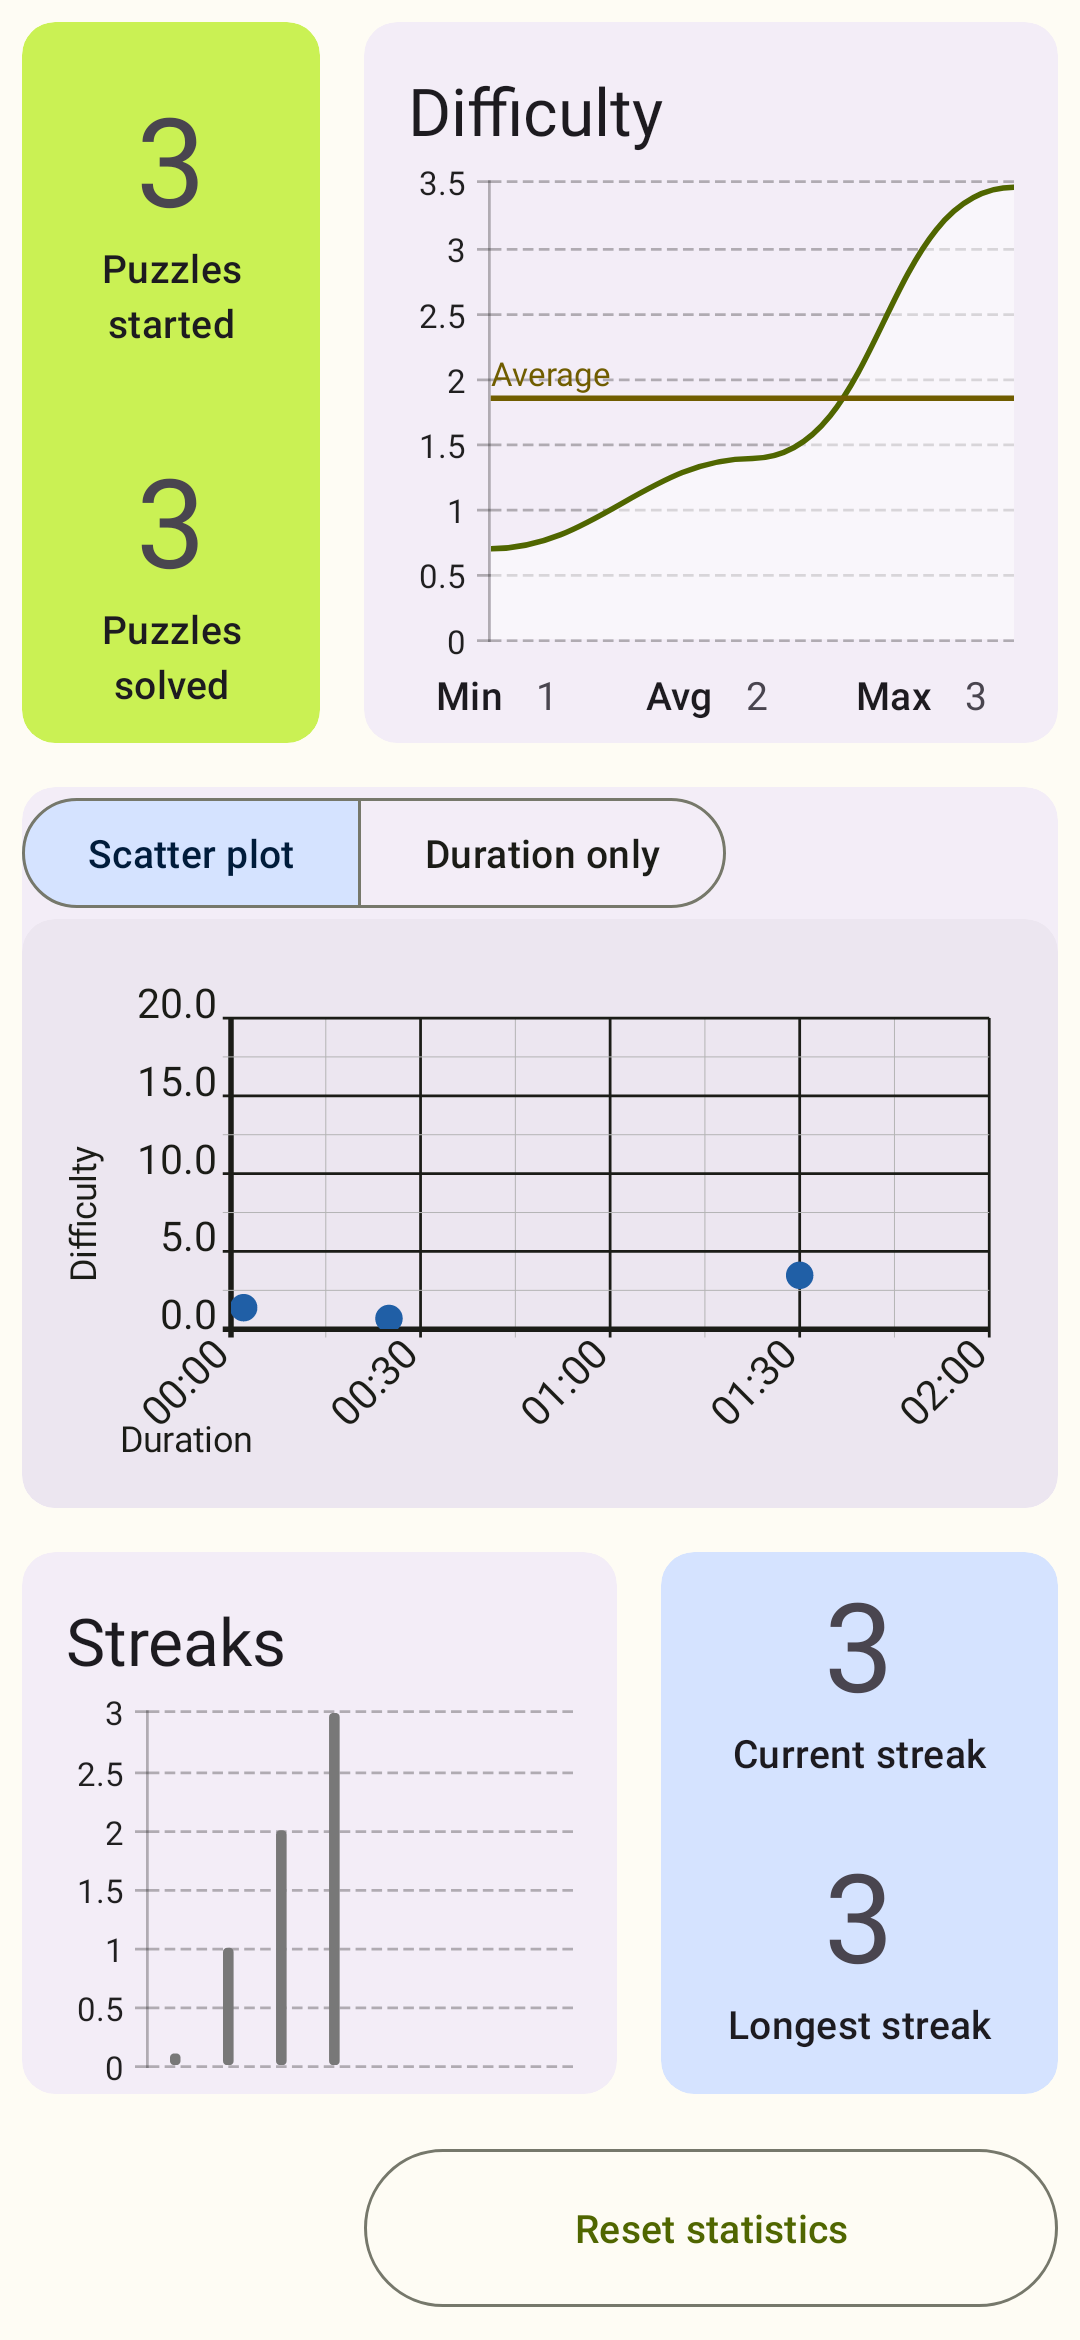 3
Puzzles
started
3
Puzzles
solved
Difficulty
3.5
3
2.5
2
1.5
1
0.5
0
Average
Min 1 Avg 2 Max 3
Scatter plot Duration only
Difficulty
20.0
15.0
10.0
5.0
0.0
00:00 00:30 01:00 01:30 02:00
Duration
Streaks
3
2.5
2
1.5
1
0.5
0
3
Current streak
3
Longest streak
Reset statistics